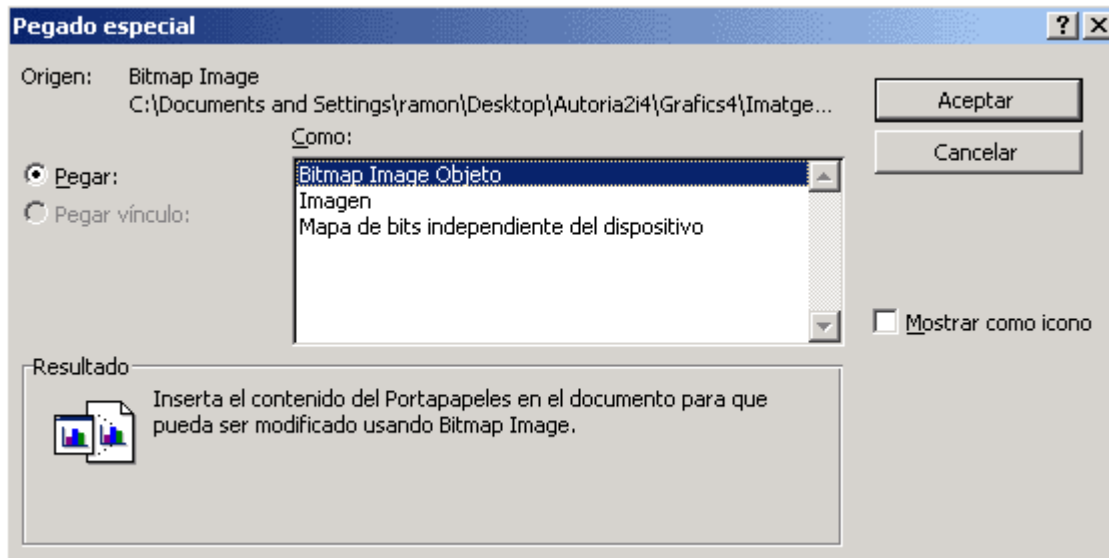 Pegado especial
Origen: Bitmap Image
C:\Documents and Settings\ramon\Desktop\Autoria2i4\Grafics4\Imatge...
Aceptar
Cancelar
Como:
Pegar:
Pegar vínculo:
Bitmap Image Objeto
Imagen
Mapa de bits independiente del dispositivo
Mostrar como icono
Resultado
Inserta el contenido del Portapapeles en el documento para que
pueda ser modificado usando Bitmap Image.